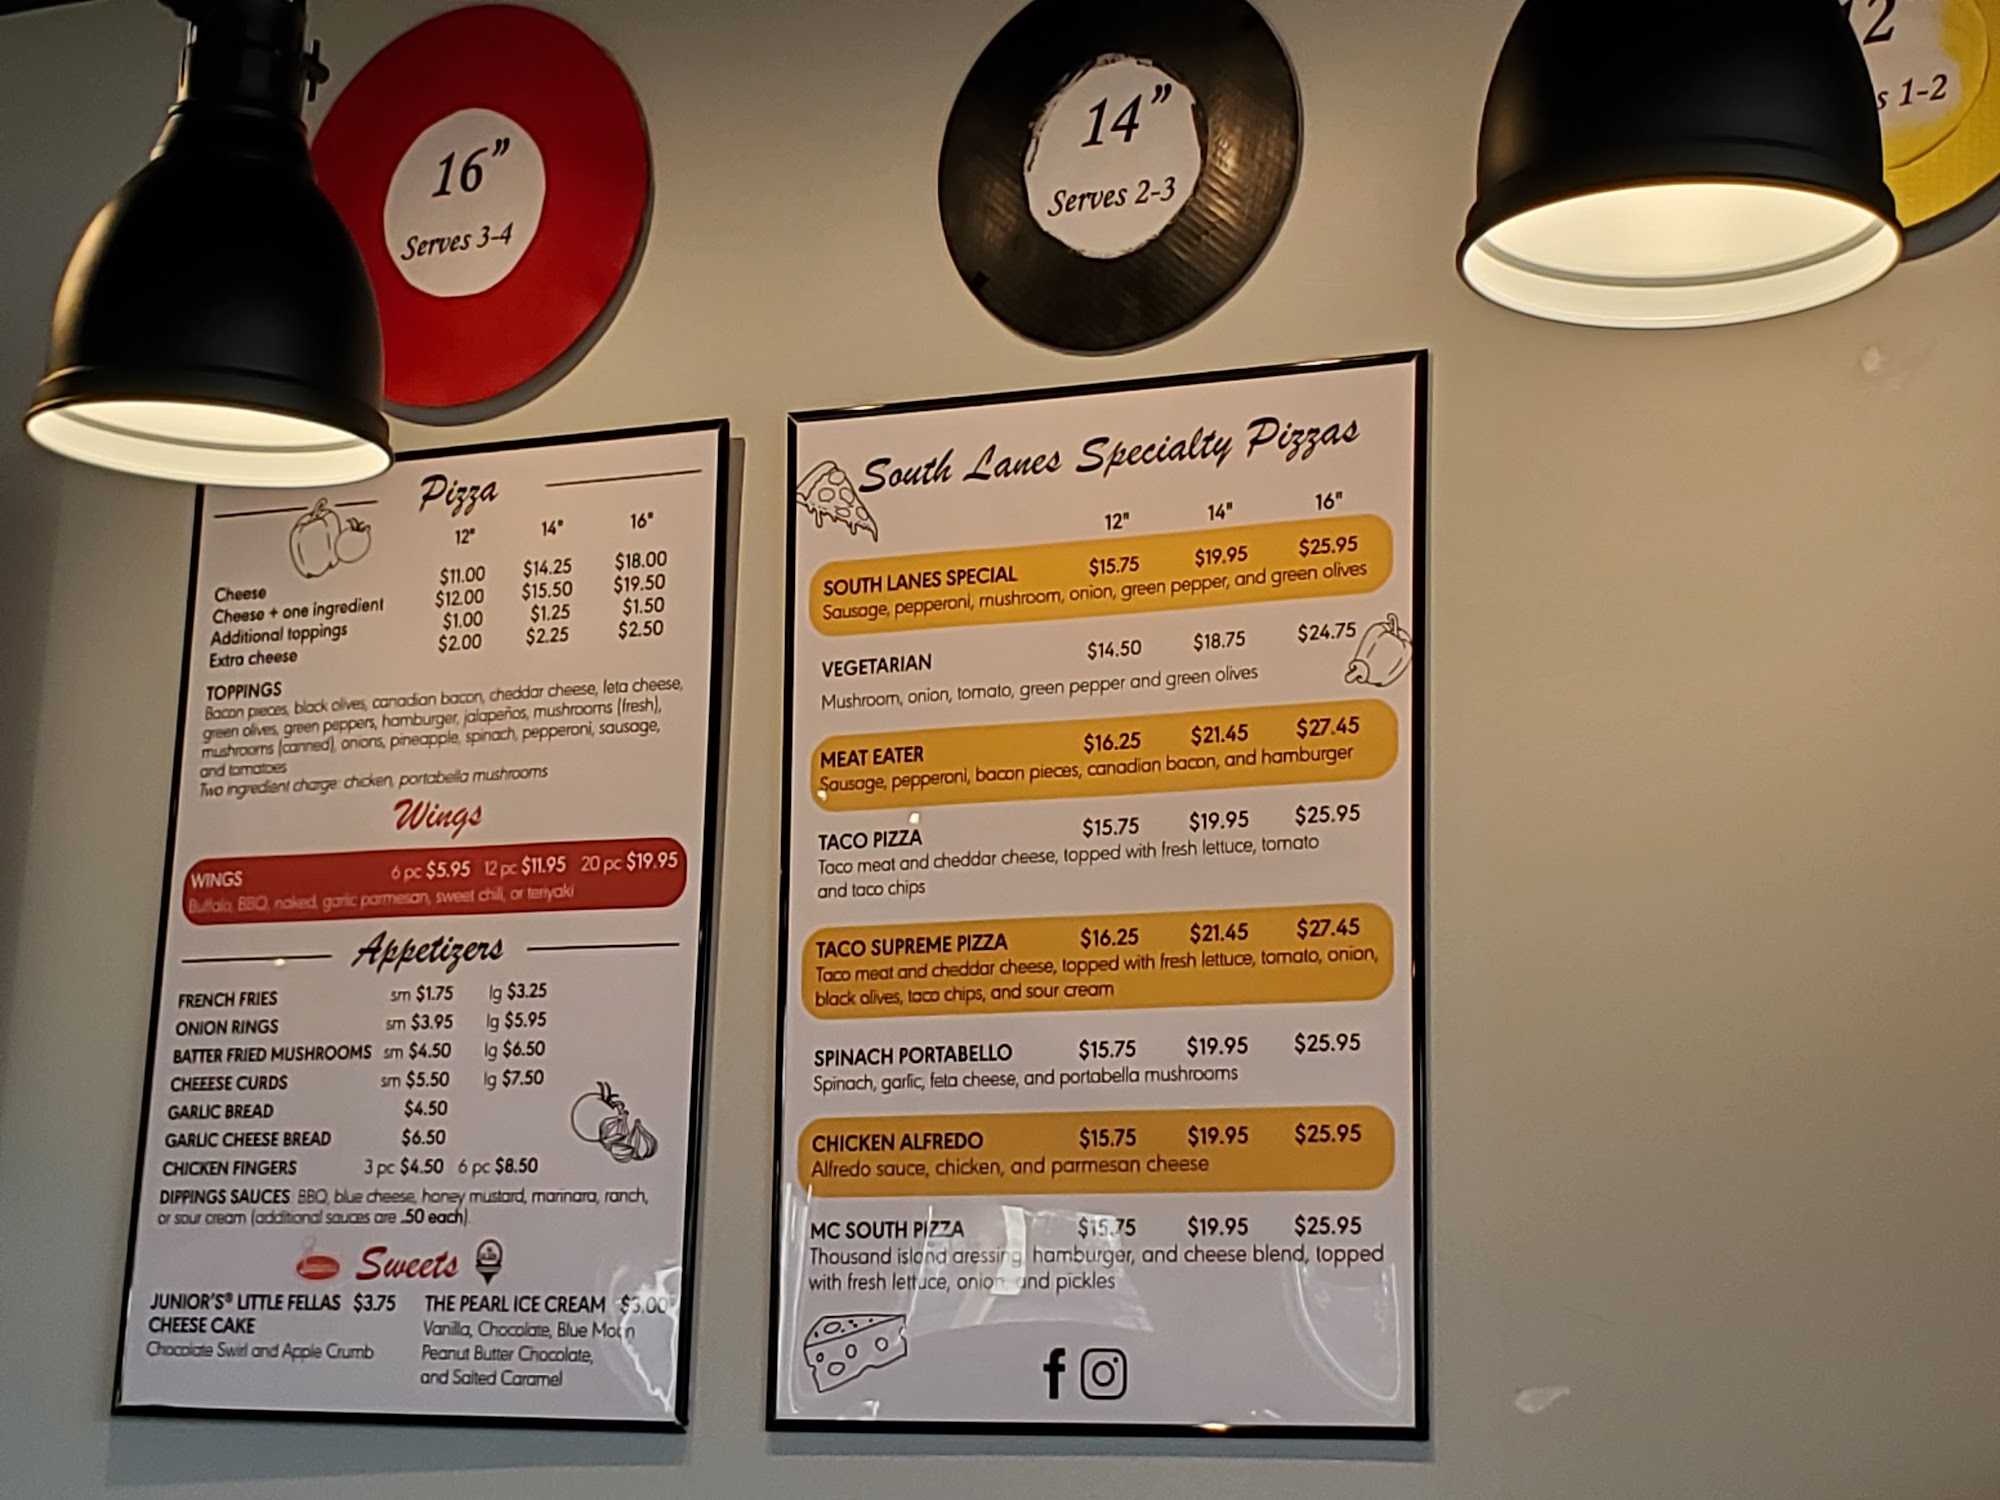 16”
Serves 3-4
14”
Serves 2-3
s 1-2
Pizza
12" 14" 16"
Cheese $11.00 $14.25 $18.00
Cheese + one ingredient $12.00 $15.50 $19.50
Additional toppings $1.00 $1.25 $1.50
Extra cheese $2.00 $2.25 $2.50
TOPPINGS
Bacon pieces, black olives, canadian bacon, cheddar cheese, feta cheese,
green olives, green peppers, hamburger, jalapeños, mushrooms (fresh),
mushrooms (canned), onions, pineapple, spinach, pepperoni, sausage,
and tomatoes
Two ingredient charge: chicken, portabella mushrooms
Wings
WINGS 6 pc $5.95 12 pc $11.95 20 pc $19.95
Buffalo, BBQ, naked, garlic parmesan, sweet chili, or teriyaki
Appetizers
FRENCH FRIES sm $1.75 lg $3.25
ONION RINGS sm $3.95 lg $5.95
BATTER FRIED MUSHROOMS sm $4.50 lg $6.50
CHEEESE CURDS sm $5.50 lg $7.50
GARLIC BREAD $4.50
GARLIC CHEESE BREAD $6.50
CHICKEN FINGERS 3 pc $4.50 6 pc $8.50
DIPPINGS SAUCES BBQ, blue cheese, honey mustard, marinara, ranch,
or sour cream (additional sauces are .50 each).
Sweets
JUNIOR'S® LITTLE FELLAS $3.75
CHEESE CAKE
Chocolate Swirl and Apple Crumb
THE PEARL ICE CREAM $3.00
Vanilla, Chocolate, Blue Moon
Peanut Butter Chocolate,
and Salted Caramel
South Lanes Specialty Pizzas
12" 14" 16"
SOUTH LANES SPECIAL $15.75 $19.95 $25.95
Sausage, pepperoni, mushroom, onion, green pepper, and green olives
VEGETARIAN $14.50 $18.75 $24.75
Mushroom, onion, tomato, green pepper and green olives
MEAT EATER $16.25 $21.45 $27.45
Sausage, pepperoni, bacon pieces, canadian bacon, and hamburger
TACO PIZZA $15.75 $19.95 $25.95
Taco meat and cheddar cheese, topped with fresh lettuce, tomato
and taco chips
TACO SUPREME PIZZA $16.25 $21.45 $27.45
Taco meat and cheddar cheese, topped with fresh lettuce, tomato, onion,
black olives, taco chips, and sour cream
SPINACH PORTABELLO $15.75 $19.95 $25.95
Spinach, garlic, feta cheese, and portabella mushrooms
CHICKEN ALFREDO $15.75 $19.95 $25.95
Alfredo sauce, chicken, and parmesan cheese
MC SOUTH PIZZA $15.75 $19.95 $25.95
Thousand island dressing, hamburger, and cheese blend, topped
with fresh lettuce, onion, and pickles